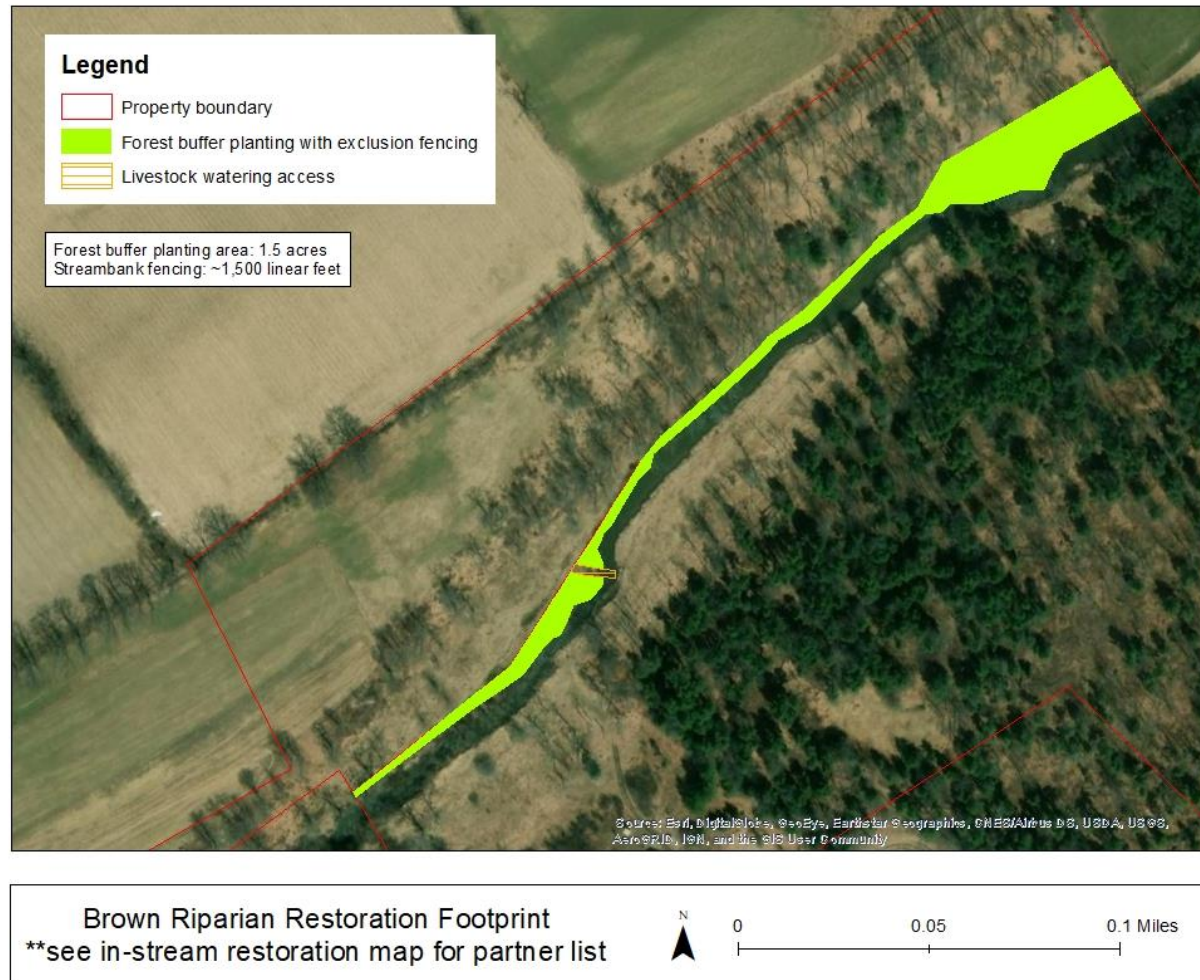 Legend
Property boundary
Forest buffer planting with exclusion fencing
Livestock watering access
Forest buffer planting area: 1.5 acres
Streambank fencing: ~1,500 linear feet
Source: Esri, DigitalGlobe, GeoEye, Earthstar Geographics, CNES/Airbus DS, USDA, USGS,
AeroGRID, IGN, and the GIS User Community
Brown Riparian Restoration Footprint
**see in-stream restoration map for partner list
N
0 0.05 0.1 Miles